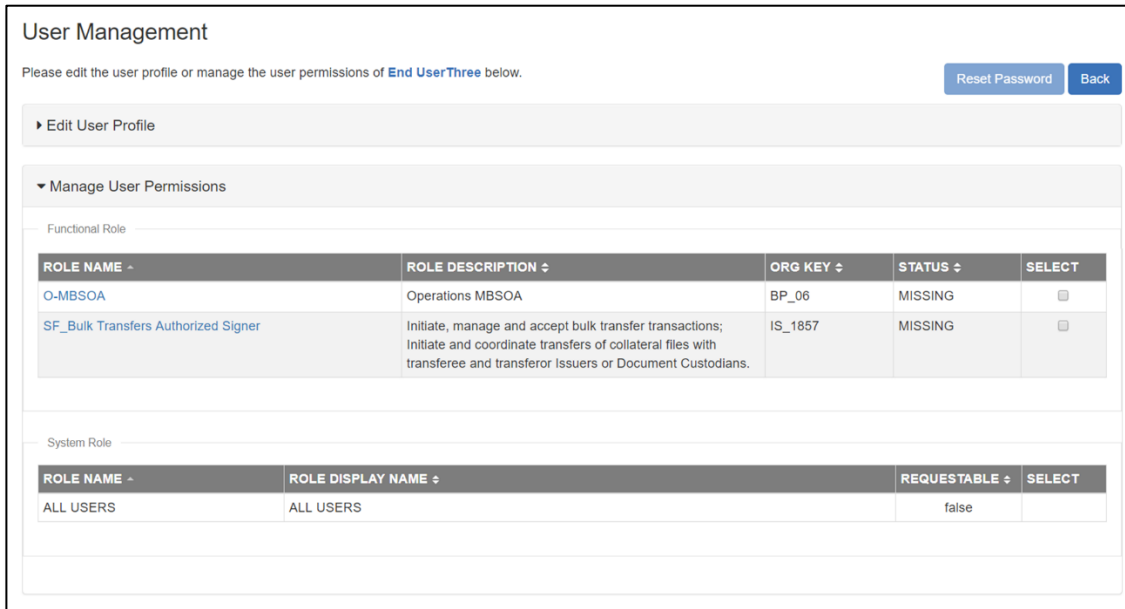 User Management
Please edit the user profile or manage the user permissions of End UserThree below.
Reset Password Back
Edit User Profile
Manage User Permissions
Functional Role
ROLE NAME ROLE DESCRIPTION ORG KEY STATUS SELECT
O-MBSOA Operations MBSOA BP_06 MISSING
SF_Bulk Transfers Authorized Signer Initiate, manage and accept bulk transfer transactions; IS_1857 MISSING
Initiate and coordinate transfers of collateral files with
transferee and transferor Issuers or Document Custodians.
System Role
ROLE NAME ROLE DISPLAY NAME REQUESTABLE SELECT
ALL USERS ALL USERS false